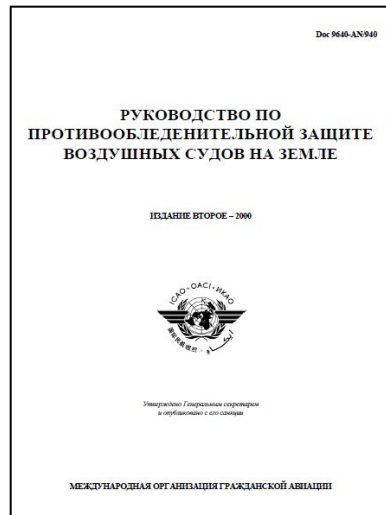 Doc 9640-AN/940
РУКОВОДСТВО ПО
ПРОТИВООБЛЕДЕНИТЕЛЬНОЙ ЗАЩИТЕ
ВОЗДУШНЫХ СУДОВ НА ЗЕМЛЕ
ИЗДАНИЕ ВТОРОЕ – 2000
ICAO • OACI • ИКАО
Утверждено Генеральным секретарем
и опубликовано с его санкции
МЕЖДУНАРОДНАЯ ОРГАНИЗАЦИЯ ГРАЖДАНСКОЙ АВИАЦИИ